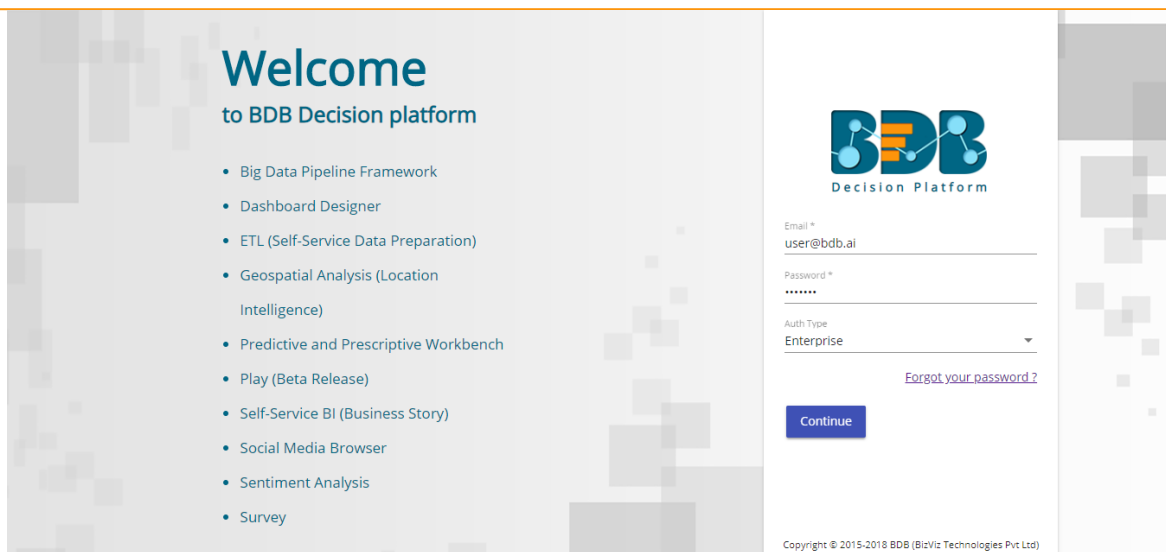 Welcome
to BDB Decision platform
Big Data Pipeline Framework
Dashboard Designer
ETL (Self-Service Data Preparation)
Geospatial Analysis (Location
Intelligence)
Predictive and Prescriptive Workbench
Play (Beta Release)
Self-Service BI (Business Story)
Social Media Browser
Sentiment Analysis
Survey
BDB
Decision Platform
Email *
user@bdb.ai
Password *
•••••••
Auth Type
Enterprise
Forgot your password ?
Continue
Copyright © 2015-2018 BDB (BizViz Technologies Pvt Ltd)